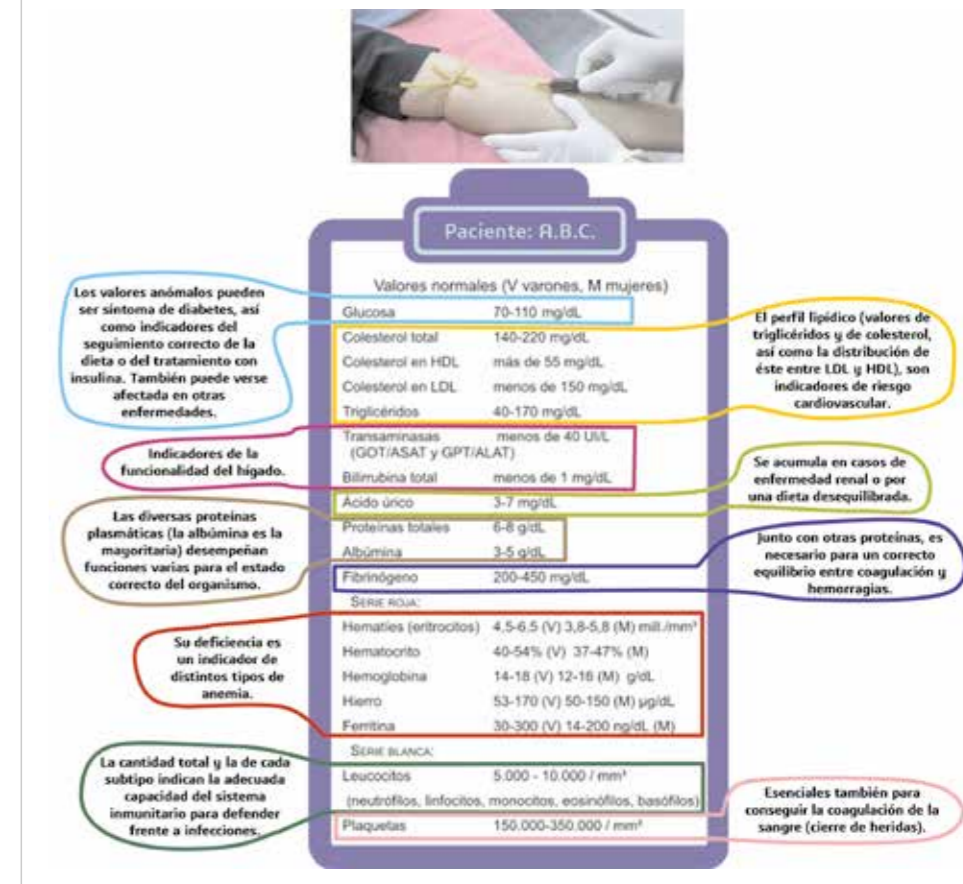 Paciente: A.B.C.
Valores normales (V varones, M mujeres)
Glucosa 70-110 mg/dL
Colesterol total 140-220 mg/dL
Colesterol en HDL más de 55 mg/dL
Colesterol en LDL menos de 150 mg/dL
Triglicéridos 40-170 mg/dL
Transaminasas menos de 40 UI/L
(GOT/ASAT y GPT/ALAT)
Bilirrubina total menos de 1 mg/dL
Ácido úrico 3-7 mg/dL
Proteínas totales 6-8 g/dL
Albúmina 3-5 g/dL
Fibrinógeno 200-450 mg/dL
SERIE ROJA:
Hematíes (eritrocitos) 4,5-6,5 (V) 3,8-5,8 (M) mill./mm³
Hematocrito 40-54% (V) 37-47% (M)
Hemoglobina 14-18 (V) 12-16 (M) g/dL
Hierro 53-170 (V) 50-150 (M) µg/dL
Ferritina 30-300 (V) 14-200 ng/dL (M)
SERIE BLANCA:
Leucocitos 5.000 - 10.000 / mm³
(neutrófilos, linfocitos, monocitos, eosinófilos, basófilos)
Plaquetas 150.000-350.000 / mm³
Los valores anómalos pueden
ser síntoma de diabetes, así
como indicadores del
seguimiento correcto de la
dieta o del tratamiento con
insulina. También puede verse
afectada en otras
enfermedades.
Indicadores de la
funcionalidad del hígado.
Las diversas proteínas
plasmáticas (la albúmina es la
mayoritaria) desempeñan
funciones varias para el estado
correcto del organismo.
Su deficiencia es
un indicador de
distintos tipos de
anemia.
La cantidad total y la de cada
subtipo indican la adecuada
capacidad del sistema
inmunitario para defender
frente a infecciones.
El perfil lipídico (valores de
triglicéridos y de colesterol,
así como la distribución de
éste entre LDL y HDL), son
indicadores de riesgo
cardiovascular.
Se acumula en casos de
enfermedad renal o por
una dieta desequilibrada.
Junto con otras proteínas, es
necesario para un correcto
equilibrio entre coagulación y
hemorragias.
Esenciales también para
conseguir la coagulación de la
sangre (cierre de heridas).